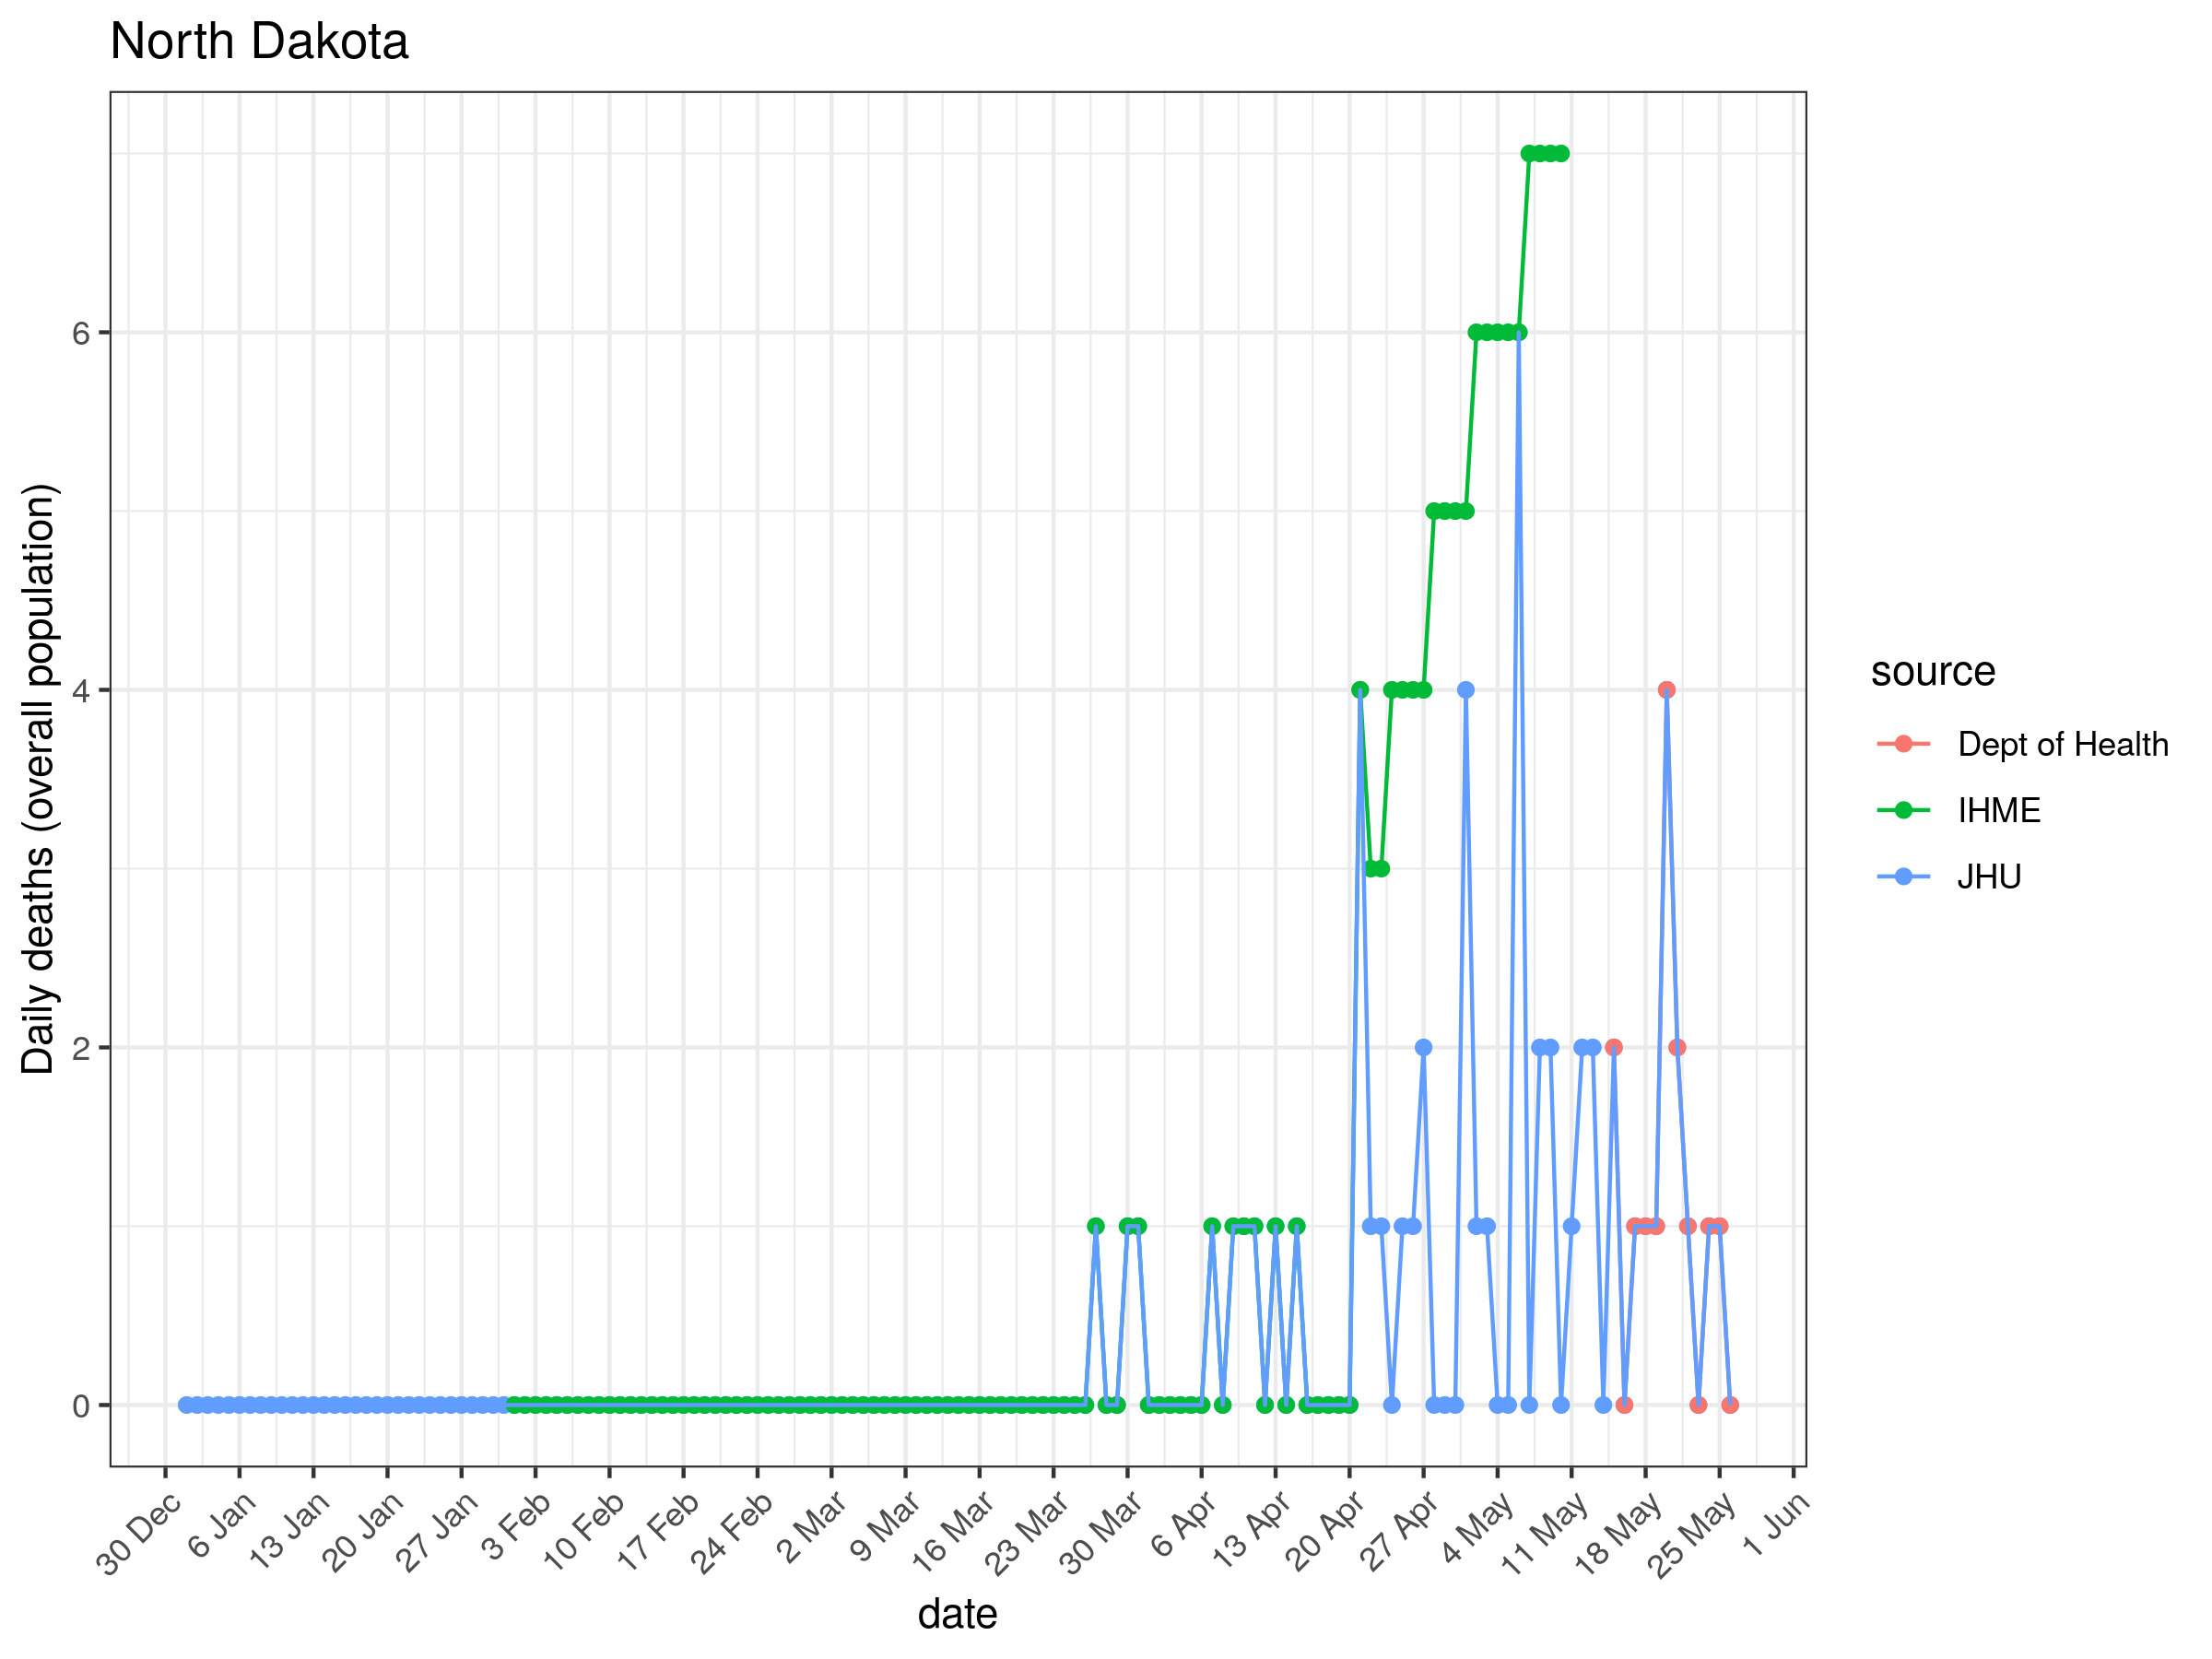 North Dakota
Daily deaths (overall population)
6
4
2
0
30 Dec
6 Jan
13 Jan
20 Jan
27 Jan
3 Feb
10 Feb
17 Feb
24 Feb
2 Mar
9 Mar
16 Mar
23 Mar
30 Mar
6 Apr
13 Apr
20 Apr
27 Apr
4 May
11 May
18 May
25 May
1 Jun
date
source
Dept of Health
IHME
JHU